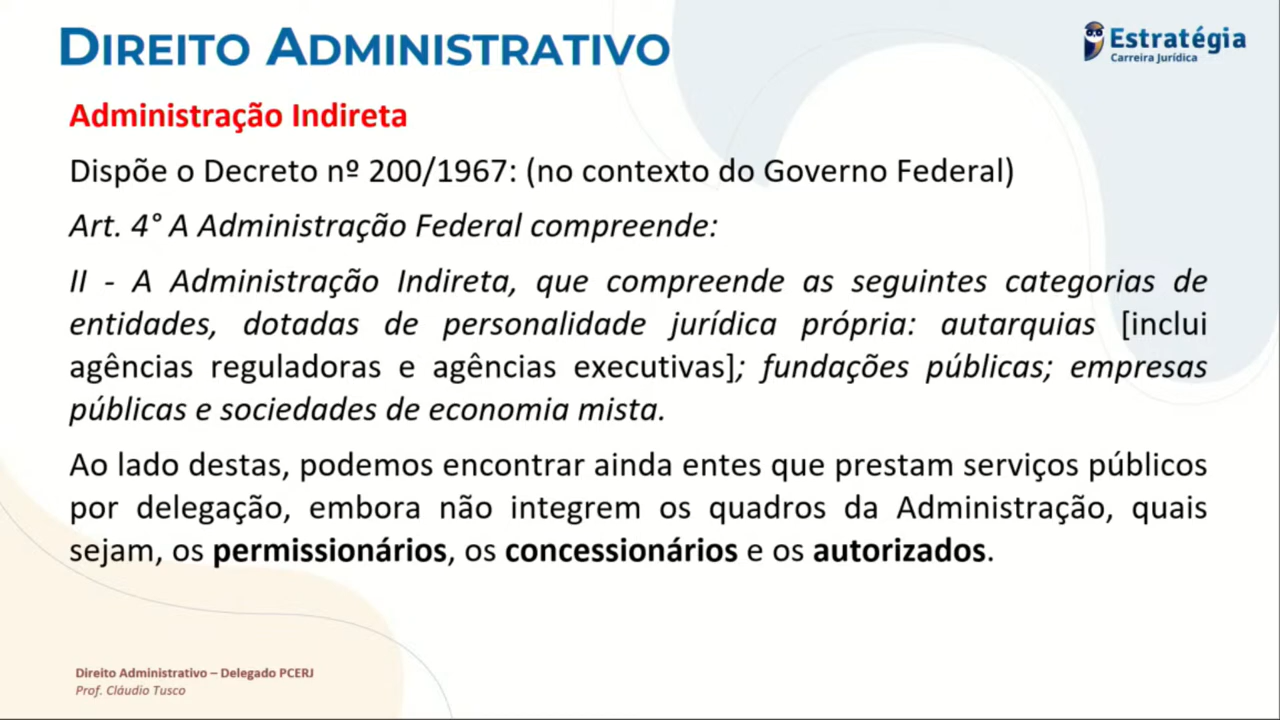 DIREITO ADMINISTRATIVO
Estratégia
Carreira Jurídica
Administração Indireta
Dispõe o Decreto nº 200/1967: (no contexto do Governo Federal)
Art. 4° A Administração Federal compreende:
II - A Administração Indireta, que compreende as seguintes categorias de
entidades, dotadas de personalidade jurídica própria: autarquias [inclui
agências reguladoras e agências executivas]; fundações públicas; empresas
públicas e sociedades de economia mista.
Ao lado destas, podemos encontrar ainda entes que prestam serviços públicos
por delegação, embora não integrem os quadros da Administração, quais
sejam, os permissionários, os concessionários e os autorizados.
Direito Administrativo – Delegado PCERJ
Prof. Cláudio Tusco